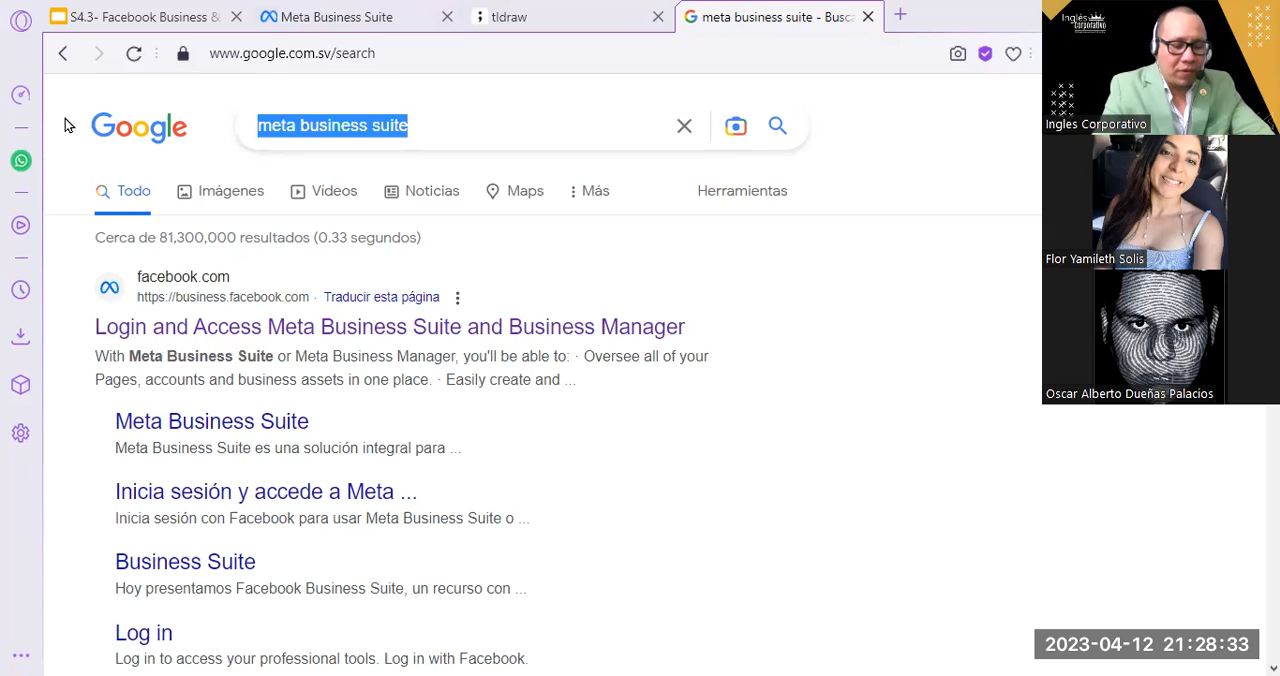 S4.3- Facebook Business &
Meta Business Suite
tldraw
meta business suite - Busca
www.google.com.sv/search
Google
meta business suite
Todo
Imágenes
Videos
Noticias
Maps
Más
Herramientas
Cerca de 81,300,000 resultados (0.33 segundos)
facebook.com
https://business.facebook.com · Traducir esta página
Login and Access Meta Business Suite and Business Manager
With Meta Business Suite or Meta Business Manager, you'll be able to: · Oversee all of your
Pages, accounts and business assets in one place. · Easily create and ...
Meta Business Suite
Meta Business Suite es una solución integral para ...
Inicia sesión y accede a Meta ...
Inicia sesión con Facebook para usar Meta Business Suite o ...
Business Suite
Hoy presentamos Facebook Business Suite, un recurso con ...
Log in
Log in to access your professional tools. Log in with Facebook.
Inglés
Corporativo
Ingles Corporativo
Flor Yamileth Solis
Oscar Alberto Dueñas Palacios
2023-04-12 21:28:33